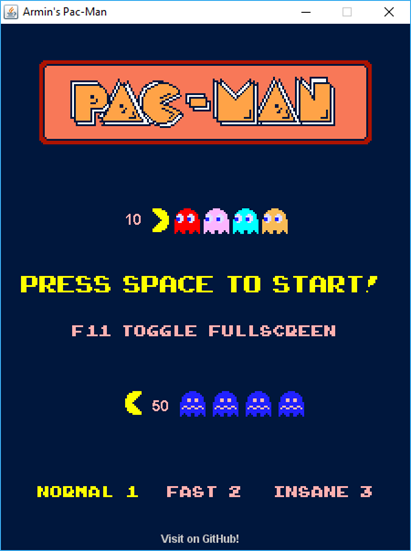 Armin's Pac-Man
PAC-MAN
10
PRESS SPACE TO START!
F11 TOGGLE FULLSCREEN
50
NORMAL 1 FAST 2 INSANE 3
Visit on GitHub!